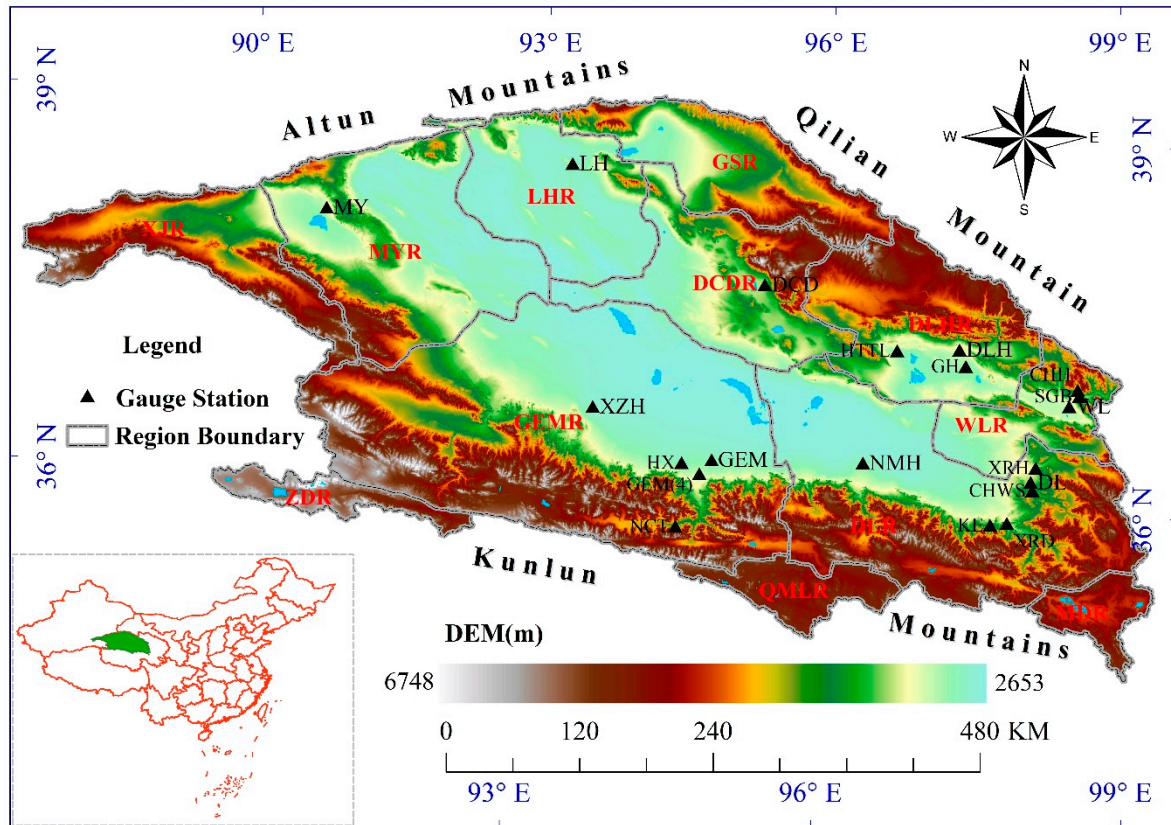 90° E
93° E
96° E
99° E
39° N
39° N
Mountains
Altun
Qilian
Mountain
N
W
E
S
GSR
LH
LHR
MY
XJR
MYR
DCDR
DCD
DLHR
HTTL
DLH
GH
SGR
WL
Legend
Gauge Station
Region Boundary
XZH
GEMR
WLR
36° N
HX
GEM
GEM(4)
NMH
XRH
DL
CHWS
ZDR
NCT
DLR
KL
XRD
36° N
Kunlun
QMLR
Mountains
DEM(m)
6748
2653
0
120
240
480 KM
93° E
96° E
99° E